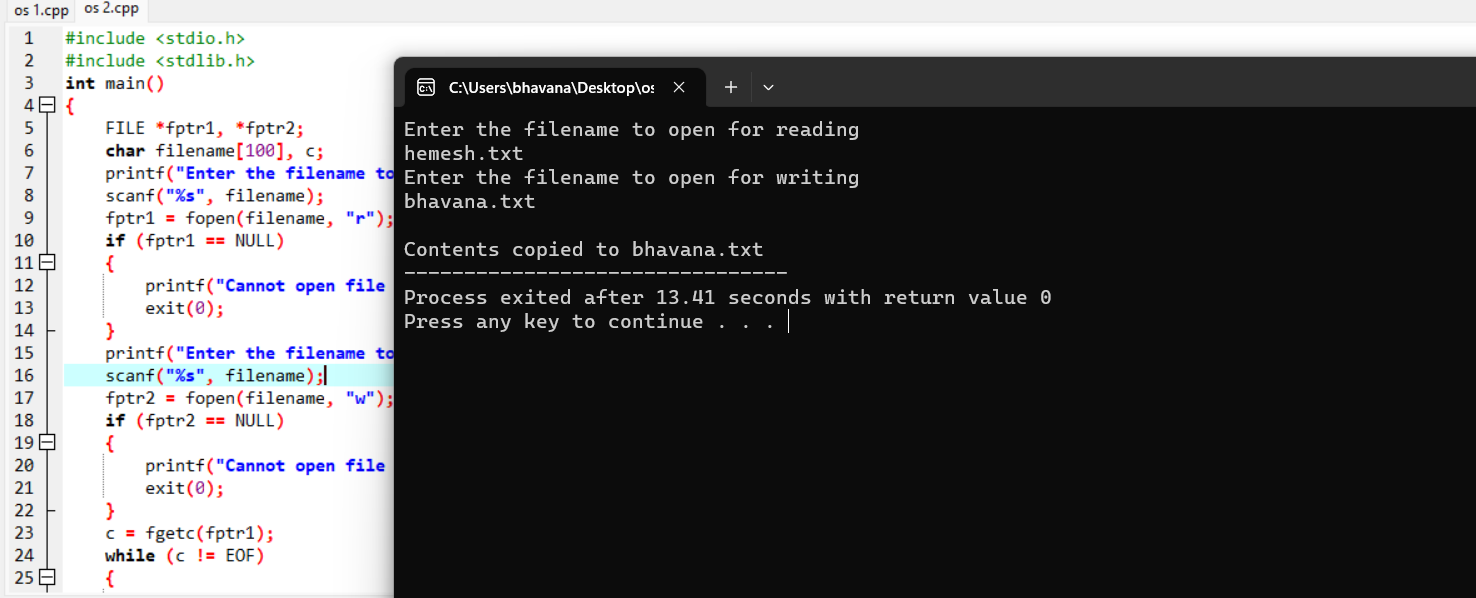 os 1.cpp os 2.cpp
1 #include <stdio.h>
2 #include <stdlib.h>
3 int main()
4 {
5 FILE *fptr1, *fptr2;
6 char filename[100], c;
7 printf("Enter the filename to
8 scanf("%s", filename);
9 fptr1 = fopen(filename, "r");
10 if (fptr1 == NULL)
11 {
12 printf("Cannot open file
13 exit(0);
14 }
15 printf("Enter the filename to
16 scanf("%s", filename);
17 fptr2 = fopen(filename, "w");
18 if (fptr2 == NULL)
19 {
20 printf("Cannot open file
21 exit(0);
22 }
23 c = fgetc(fptr1);
24 while (c != EOF)
25 {
C:\Users\bhavana\Desktop\os
Enter the filename to open for reading
hemesh.txt
Enter the filename to open for writing
bhavana.txt
Contents copied to bhavana.txt
--------------------------------
Process exited after 13.41 seconds with return value 0
Press any key to continue . . .